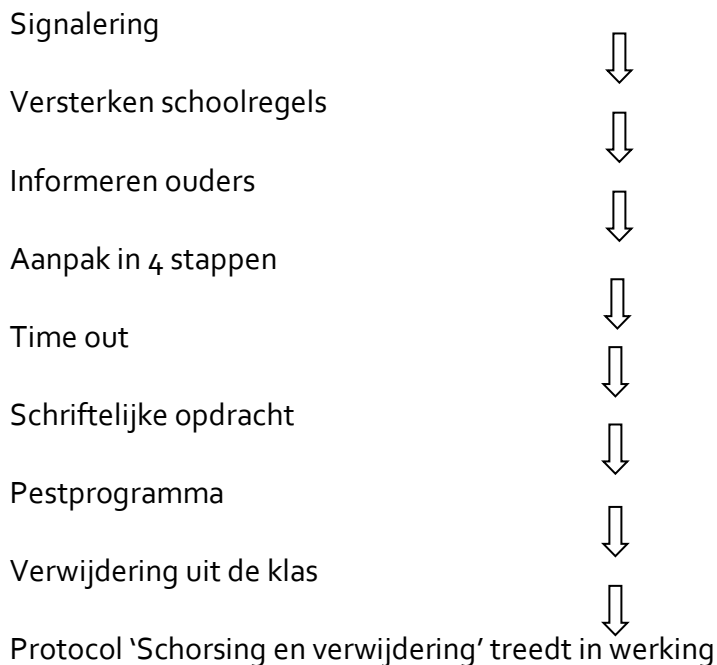 Signalering
Versterken schoolregels
Informeren ouders
Aanpak in 4 stappen
Time out
Schriftelijke opdracht
Pestprogramma
Verwijdering uit de klas
Protocol ‘Schorsing en verwijdering’ treedt in werking